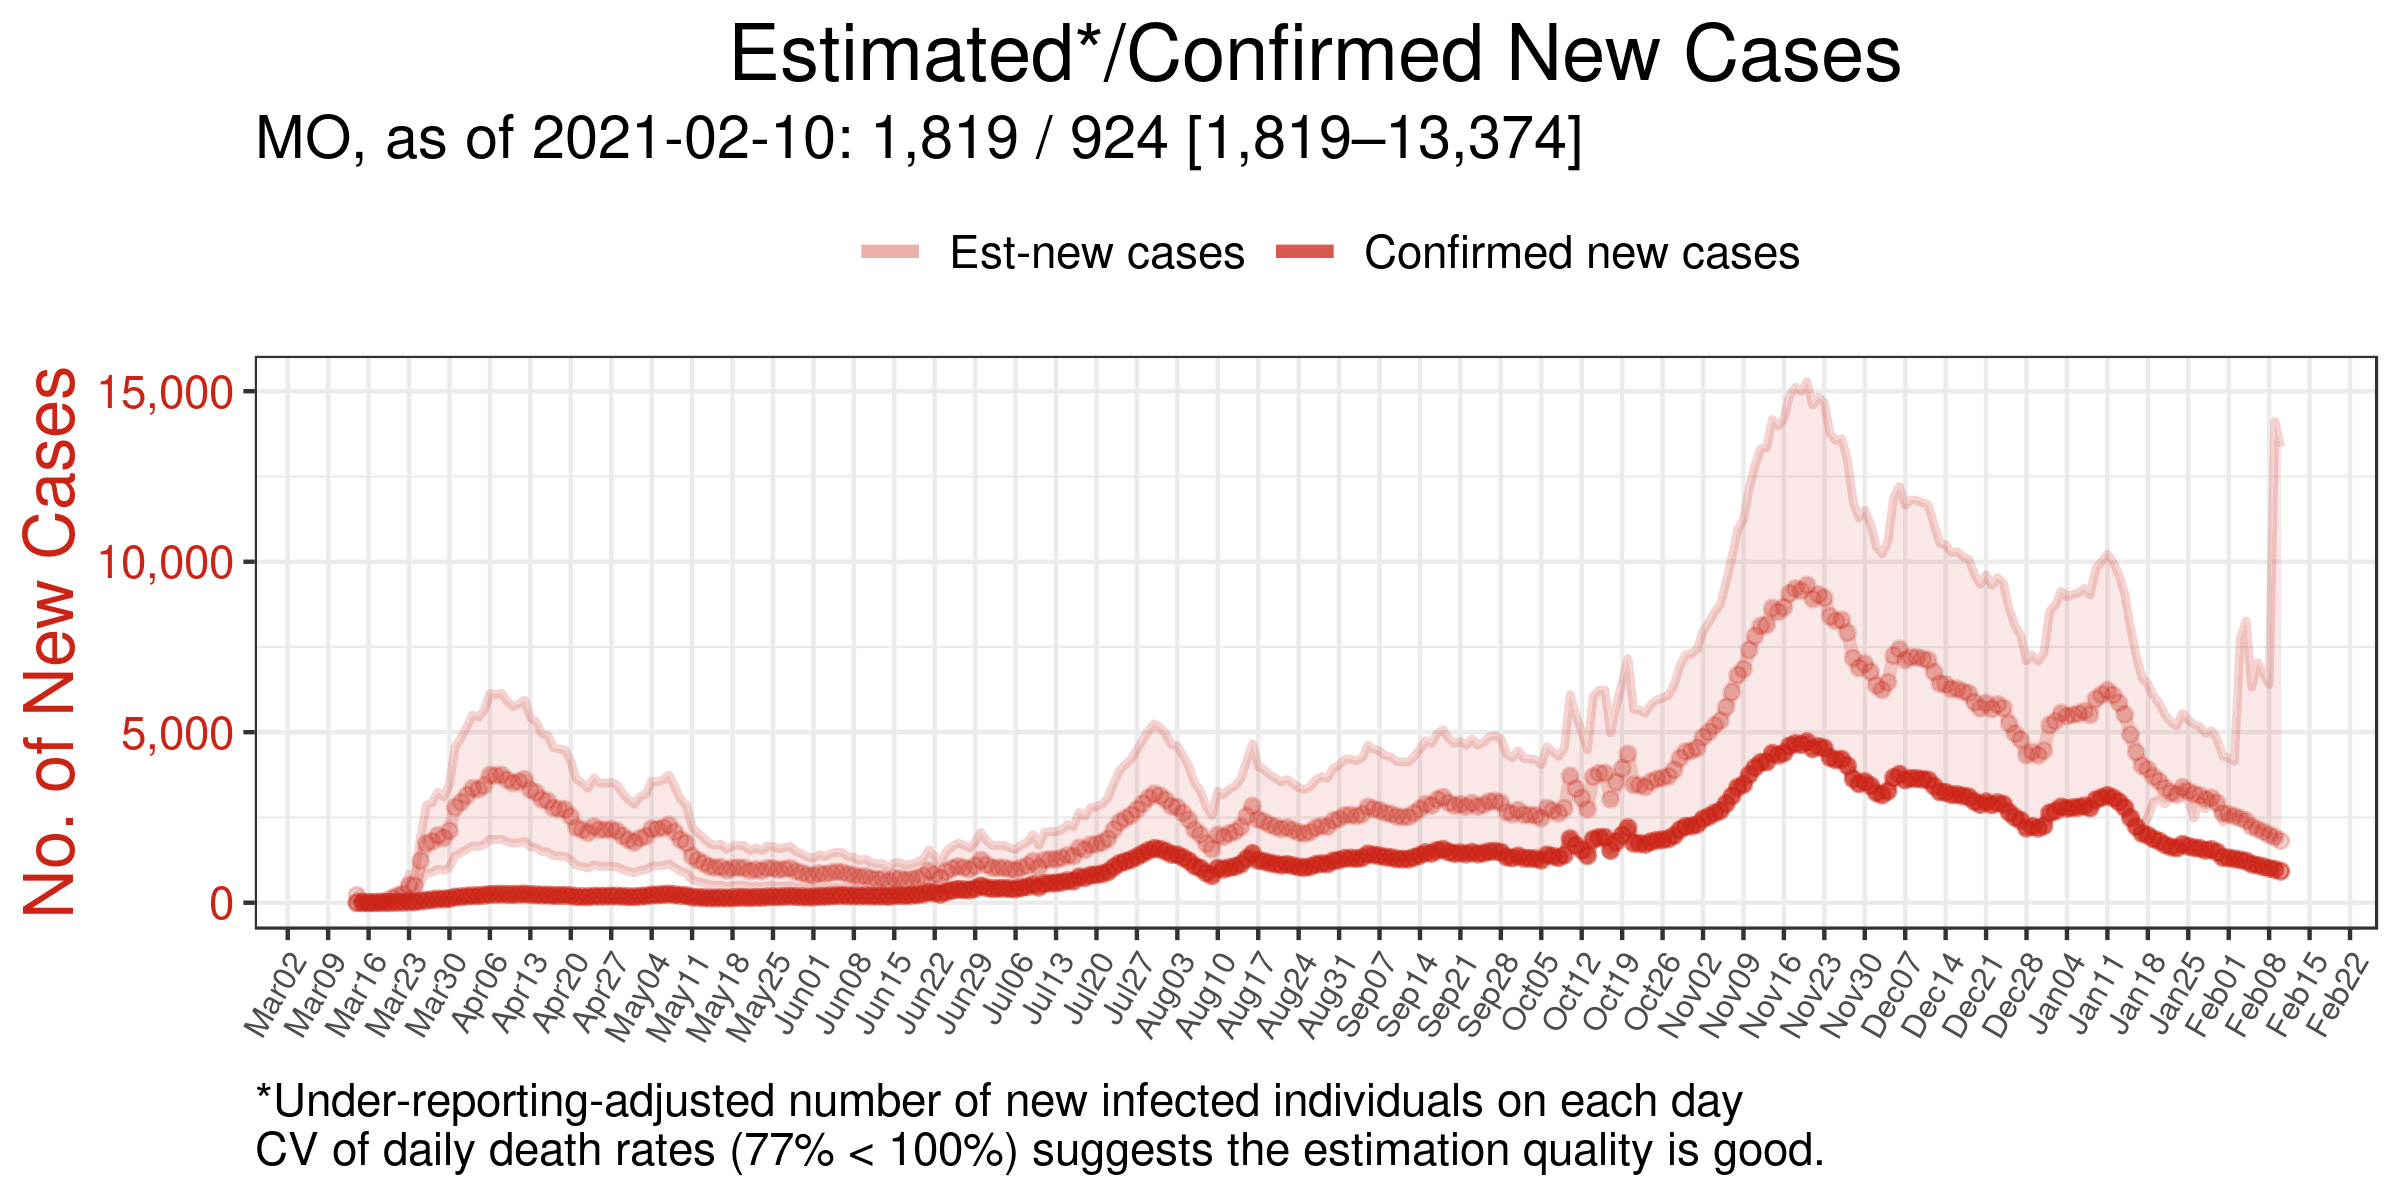 Estimated*/Confirmed New Cases
MO, as of 2021-02-10: 1,819 / 924 [1,819–13,374]
Est-new cases
Confirmed new cases
No. of New Cases
15,000
10,000
5,000
0
Mar02
Mar09
Mar16
Mar23
Mar30
Apr06
Apr13
Apr20
Apr27
May04
May11
May18
May25
Jun01
Jun08
Jun15
Jun22
Jun29
Jul06
Jul13
Jul20
Jul27
Aug03
Aug10
Aug17
Aug24
Aug31
Sep07
Sep14
Sep21
Sep28
Oct05
Oct12
Oct19
Oct26
Nov02
Nov09
Nov16
Nov23
Nov30
Dec07
Dec14
Dec21
Dec28
Jan04
Jan11
Jan18
Jan25
Feb01
Feb08
Feb15
Feb22
*Under-reporting-adjusted number of new infected individuals on each day
CV of daily death rates (77% < 100%) suggests the estimation quality is good.